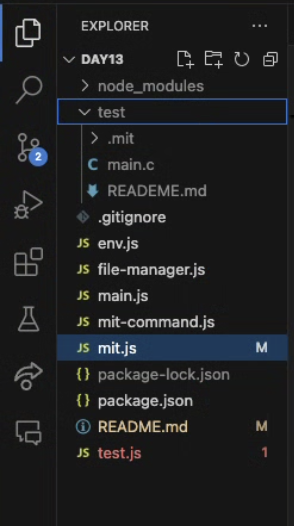 EXPLORER ...
DAY13
node_modules
test
.mit
C main.c
READEME.md
.gitignore
JS env.js
JS file-manager.js
JS main.js
JS mit-command.js
JS mit.js M
{} package-lock.json
{} package.json
README.md M
JS test.js 1
2